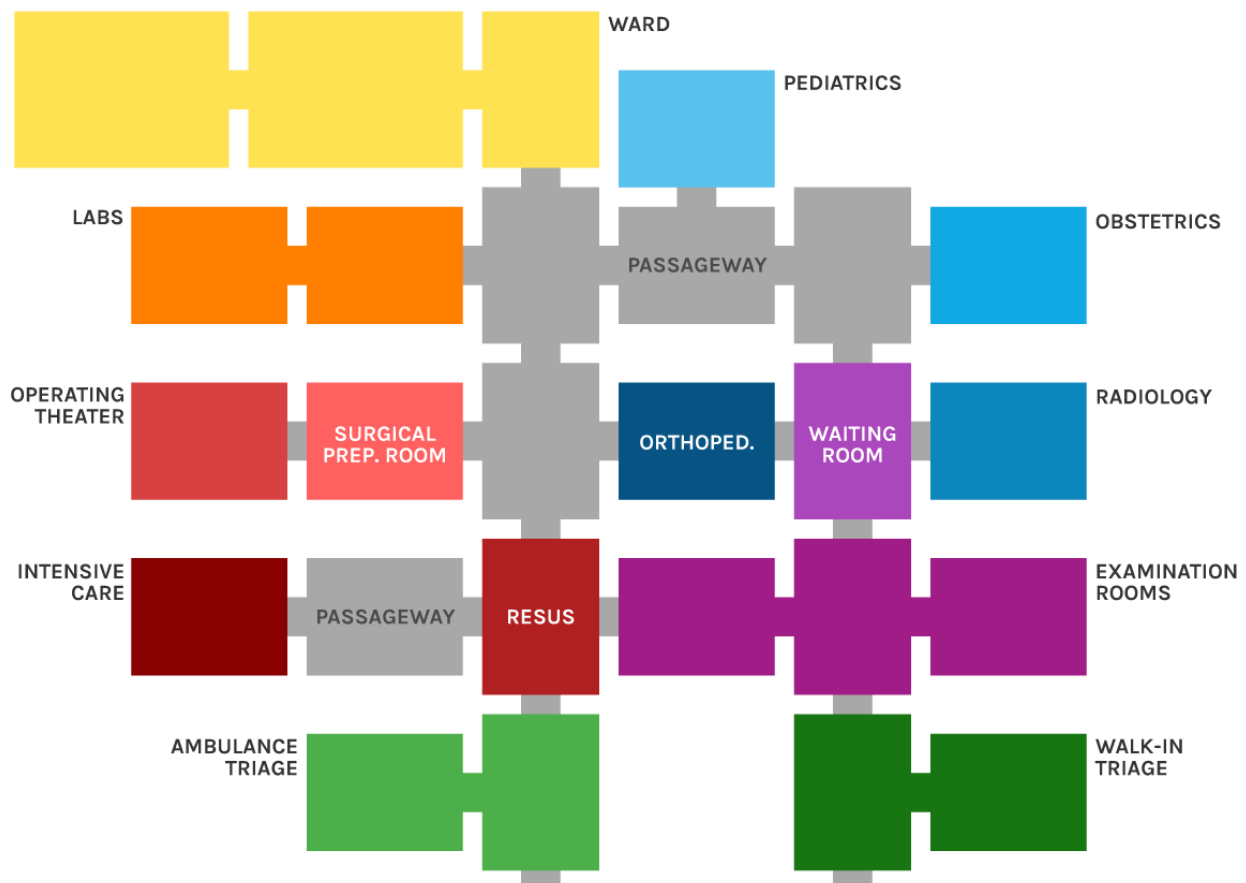 WARD
PEDIATRICS
LABS
PASSAGEWAY
OBSTETRICS
OPERATING
THEATER
SURGICAL
PREP. ROOM
ORTHOPED.
WAITING
ROOM
RADIOLOGY
INTENSIVE
CARE
PASSAGEWAY
RESUS
EXAMINATION
ROOMS
AMBULANCE
TRIAGE
WALK-IN
TRIAGE